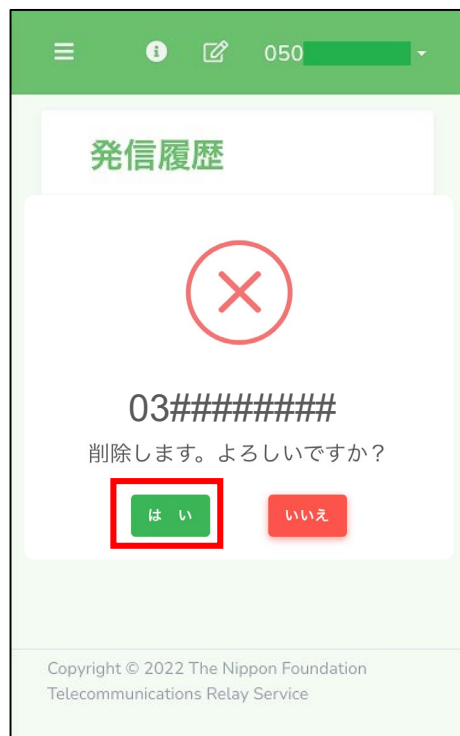 050
発信履歴
03########
削除します。よろしいですか？
は い
いいえ
Copyright © 2022 The Nippon Foundation
Telecommunications Relay Service